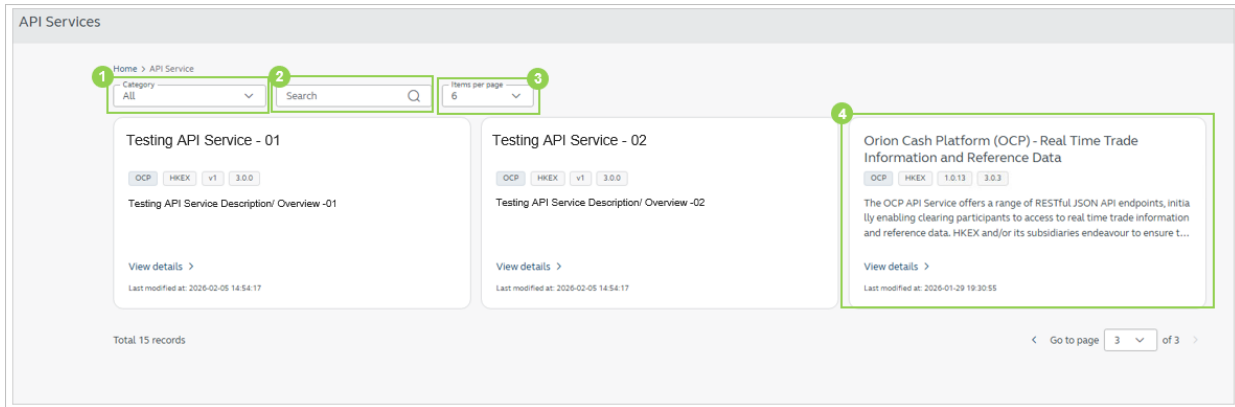 API Services
Home > API Service
1
Category
All
2
Search
3
Items per page
6
Testing API Service - 01
OCP HKEX v1 3.0.0
Testing API Service Description/ Overview -01
View details >
Last modified at: 2026-02-05 14:54:17
Testing API Service - 02
OCP HKEX v1 3.0.0
Testing API Service Description/ Overview -02
View details >
Last modified at: 2026-02-05 14:54:17
4
Orion Cash Platform (OCP) - Real Time Trade
Information and Reference Data
OCP HKEX 1.0.13 3.0.3
The OCP API Service offers a range of RESTful JSON API endpoints, initia
lly enabling clearing participants to access to real time trade information
and reference data. HKEX and/or its subsidiaries endeavour to ensure t...
View details >
Last modified at: 2026-01-29 19:30:55
Total 15 records
< Go to page 3 of 3 >